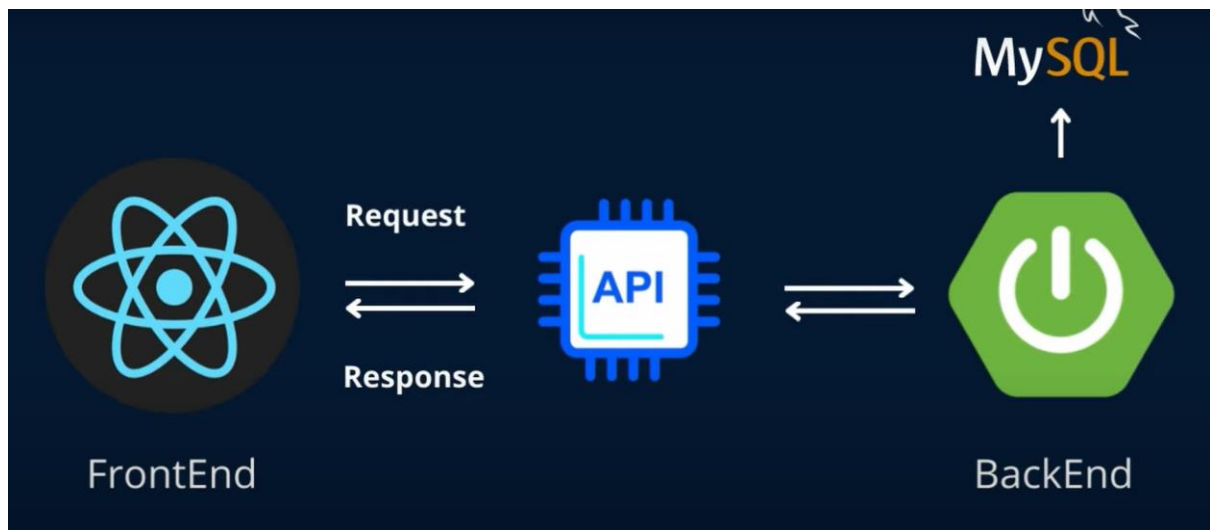 MySQL
Request
API
Response
FrontEnd
BackEnd